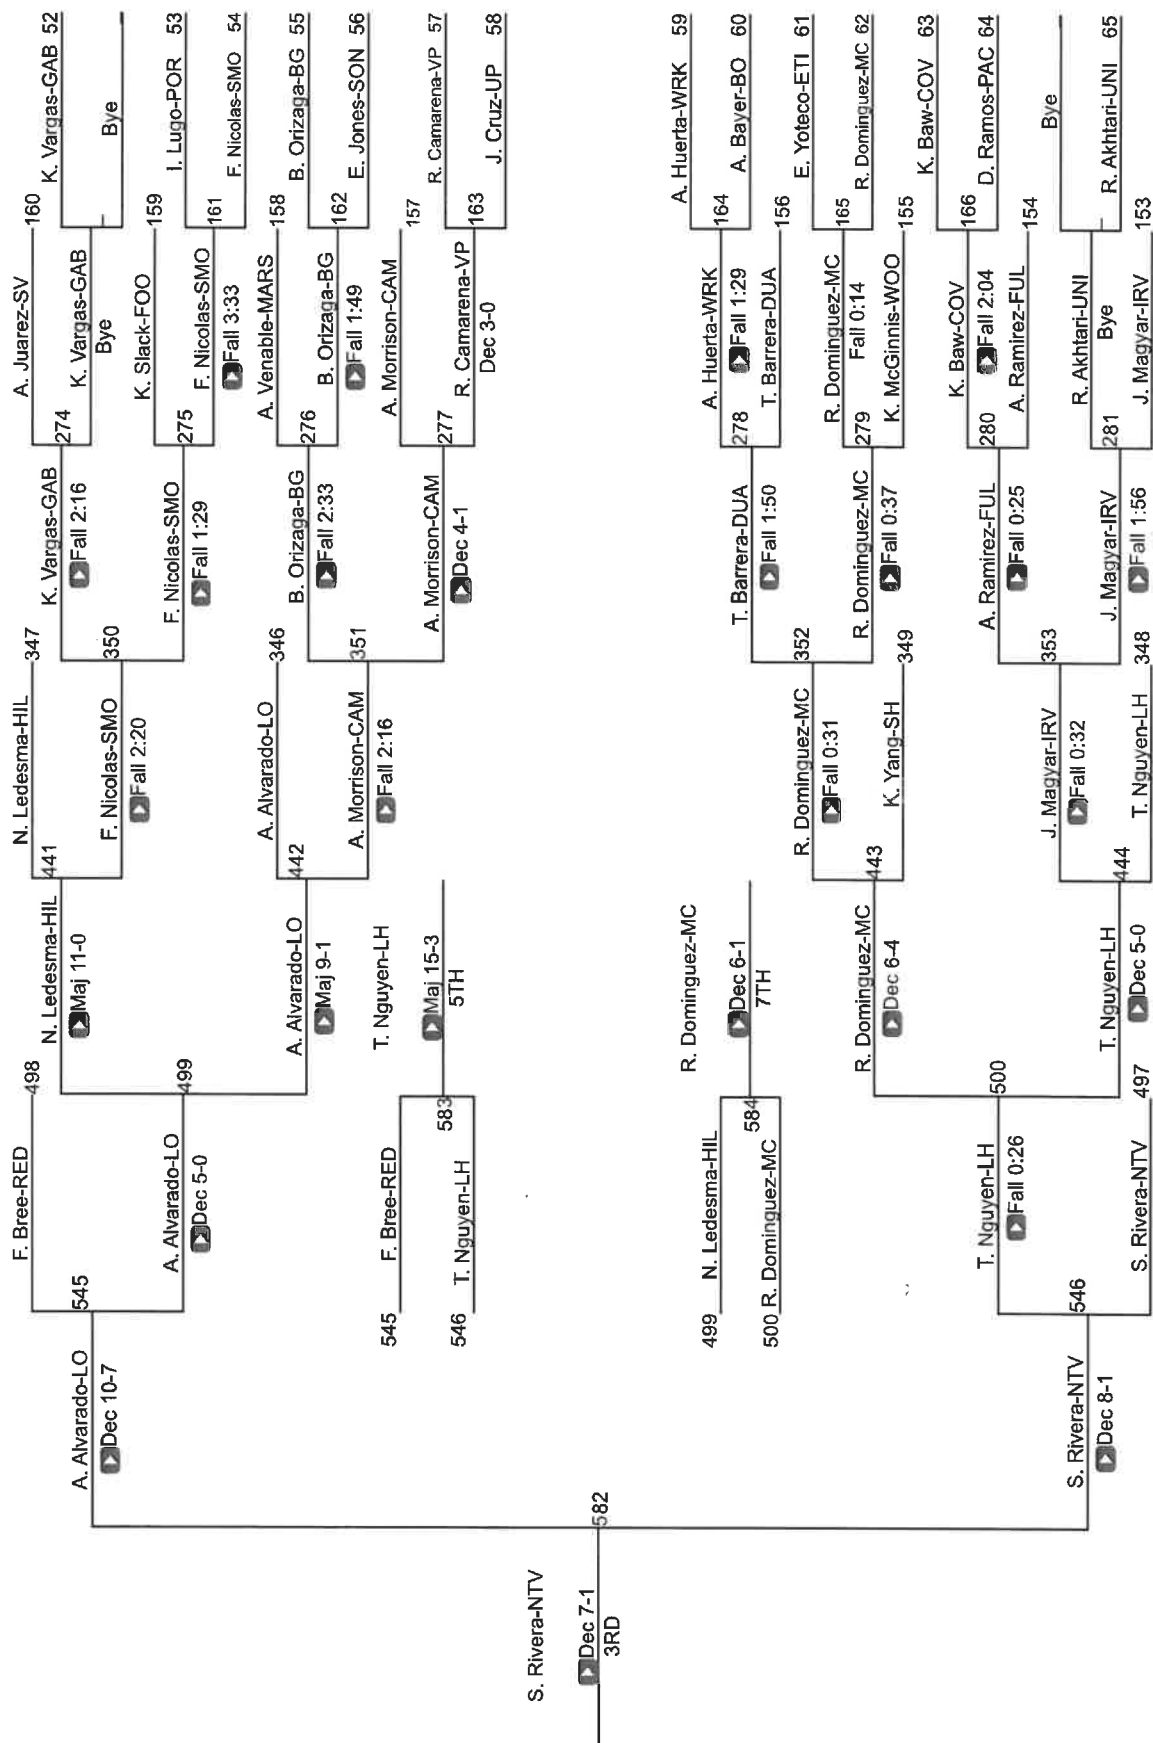 K. Vargas-GAB 52
Bye
I. Lugo-POR 53
F. Nicolas-SMO 54
B. Orizaga-BG 55
E. Jones-SON 56
R. Camarena-VP 57
J. Cruz-UP 58
A. Huerta-WRK 59
A. Bayer-BO 60
E. Yoteco-ETI 61
R. Dominguez-MC 62
K. Baw-COV 63
D. Ramos-PAC 64
Bye
R. Akhtari-UNI 65
A. Juarez-SV 160
K. Vargas-GAB
Bye
K. Slack-FOO 159
F. Nicolas-SMO 161
Fall 3:33
A. Venable-MARS 158
B. Orizaga-BG 162
Fall 1:49
A. Morrison-CAM 157
R. Camarena-VP 163
Dec 3-0
A. Huerta-WRK 164
Fall 1:29
T. Barrera-DUA 156
R. Dominguez-MC 165
Fall 0:14
K. McGinnis-WOO 155
K. Baw-COV 166
Fall 2:04
A. Ramirez-FUL 154
R. Akhtari-UNI
Bye
J. Magyar-IRV 153
K. Vargas-GAB 274
Fall 2:16
F. Nicolas-SMO 275
Fall 1:29
B. Orizaga-BG 276
Fall 2:33
A. Morrison-CAM 277
Dec 4-1
T. Barrera-DUA 278
Fall 1:50
R. Dominguez-MC 279
Fall 0:37
A. Ramirez-FUL 280
Fall 0:25
J. Magyar-IRV 281
Fall 1:56
N. Ledesma-HIL 347
F. Nicolas-SMO 350
Fall 2:20
A. Alvarado-LO 346
A. Morrison-CAM 351
Fall 2:16
R. Dominguez-MC 352
Fall 0:31
K. Yang-SH 349
J. Magyar-IRV 353
Fall 0:32
T. Nguyen-LH 348
N. Ledesma-HIL 441
Maj 11-0
A. Alvarado-LO 442
Maj 9-1
T. Nguyen-LH
Maj 15-3
5TH
R. Dominguez-MC
Dec 6-1
7TH
R. Dominguez-MC 443
Dec 6-4
T. Nguyen-LH 444
Dec 5-0
F. Bree-RED 498
A. Alvarado-LO 499
Dec 5-0
545 F. Bree-RED
583
546 T. Nguyen-LH
499 N. Ledesma-HIL
584
500 R. Dominguez-MC
T. Nguyen-LH 500
Fall 0:26
S. Rivera-NTV 497
A. Alvarado-LO 545
Dec 10-7
S. Rivera-NTV 546
Dec 8-1
S. Rivera-NTV 582
Dec 7-1
3RD